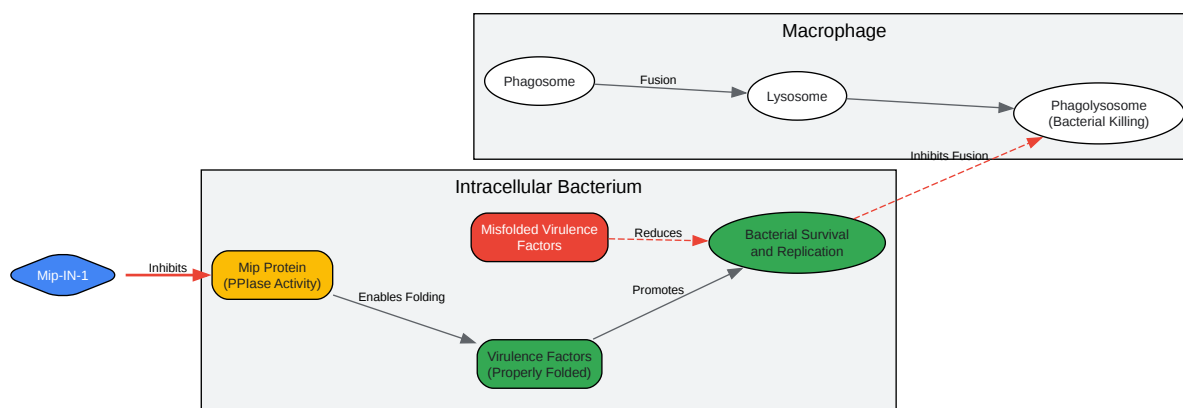 Macrophage
Phagosome
Fusion
Lysosome
Phagolysosome
(Bacterial Killing)
Inhibits Fusion
Intracellular Bacterium
Misfolded Virulence
Factors
Reduces
Bacterial Survival
and Replication
Mip-IN-1
Inhibits
Mip Protein
(PPIase Activity)
Enables Folding
Promotes
Virulence Factors
(Properly Folded)